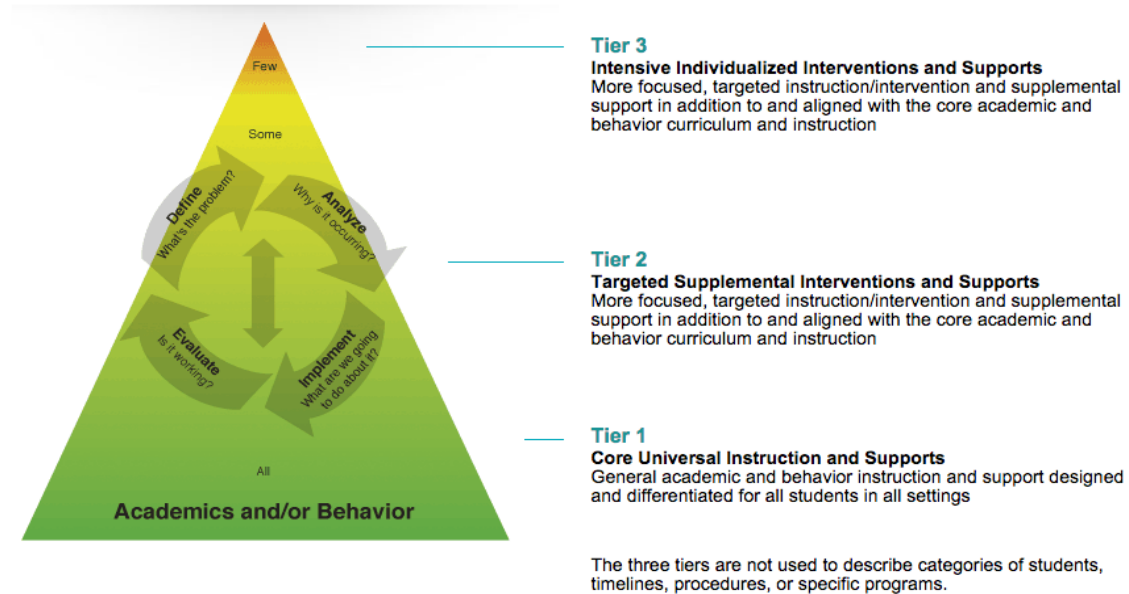 Few
Some
Define
What's the problem?
Analyze
Why is it occurring?
Implement
What are we going
to do about it?
Evaluate
Is it working?
All
Academics and/or Behavior
Tier 3
Intensive Individualized Interventions and Supports
More focused, targeted instruction/intervention and supplemental
support in addition to and aligned with the core academic and
behavior curriculum and instruction
Tier 2
Targeted Supplemental Interventions and Supports
More focused, targeted instruction/intervention and supplemental
support in addition to and aligned with the core academic and
behavior curriculum and instruction
Tier 1
Core Universal Instruction and Supports
General academic and behavior instruction and support designed
and differentiated for all students in all settings
The three tiers are not used to describe categories of students,
timelines, procedures, or specific programs.